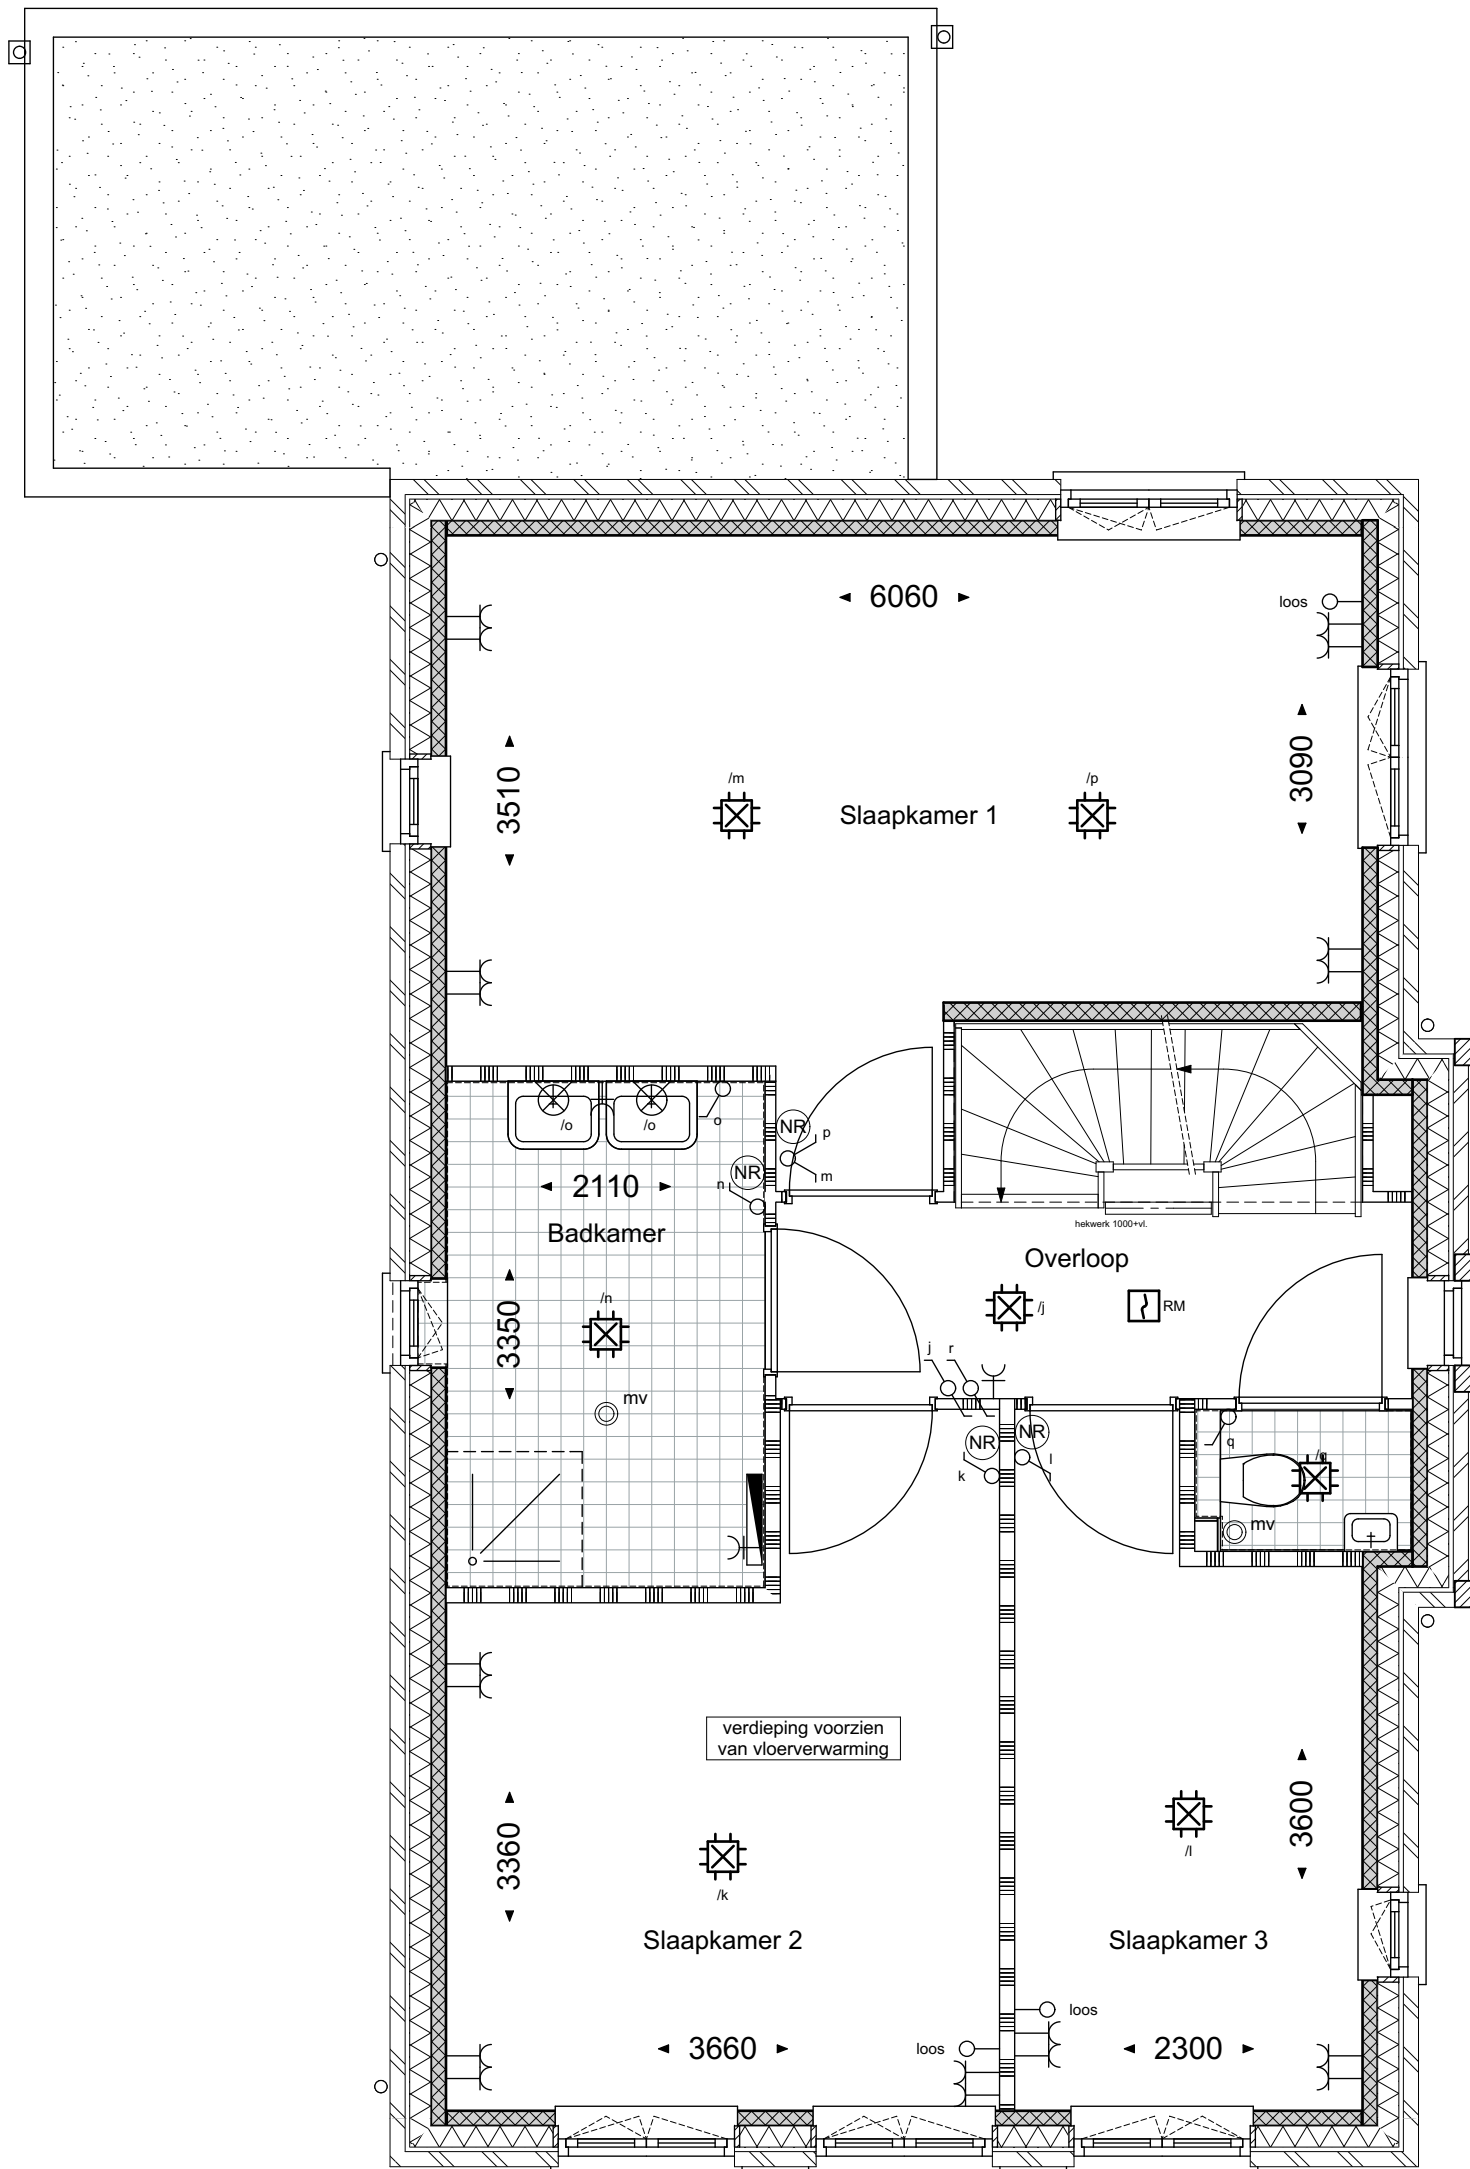 6060
loos
3510
3090
/m
/p
Slaapkamer 1
/o
/o
o
NR
p
m
NR
n
2110
Badkamer
hekwerk 1000+vl.
Overloop
/n
3350
/j
RM
j
r
mv
NR
NR
k
l
q
/q
mv
verdieping voorzien
van vloerverwarming
3360
3600
/k
/l
Slaapkamer 2
Slaapkamer 3
loos
loos
3660
2300